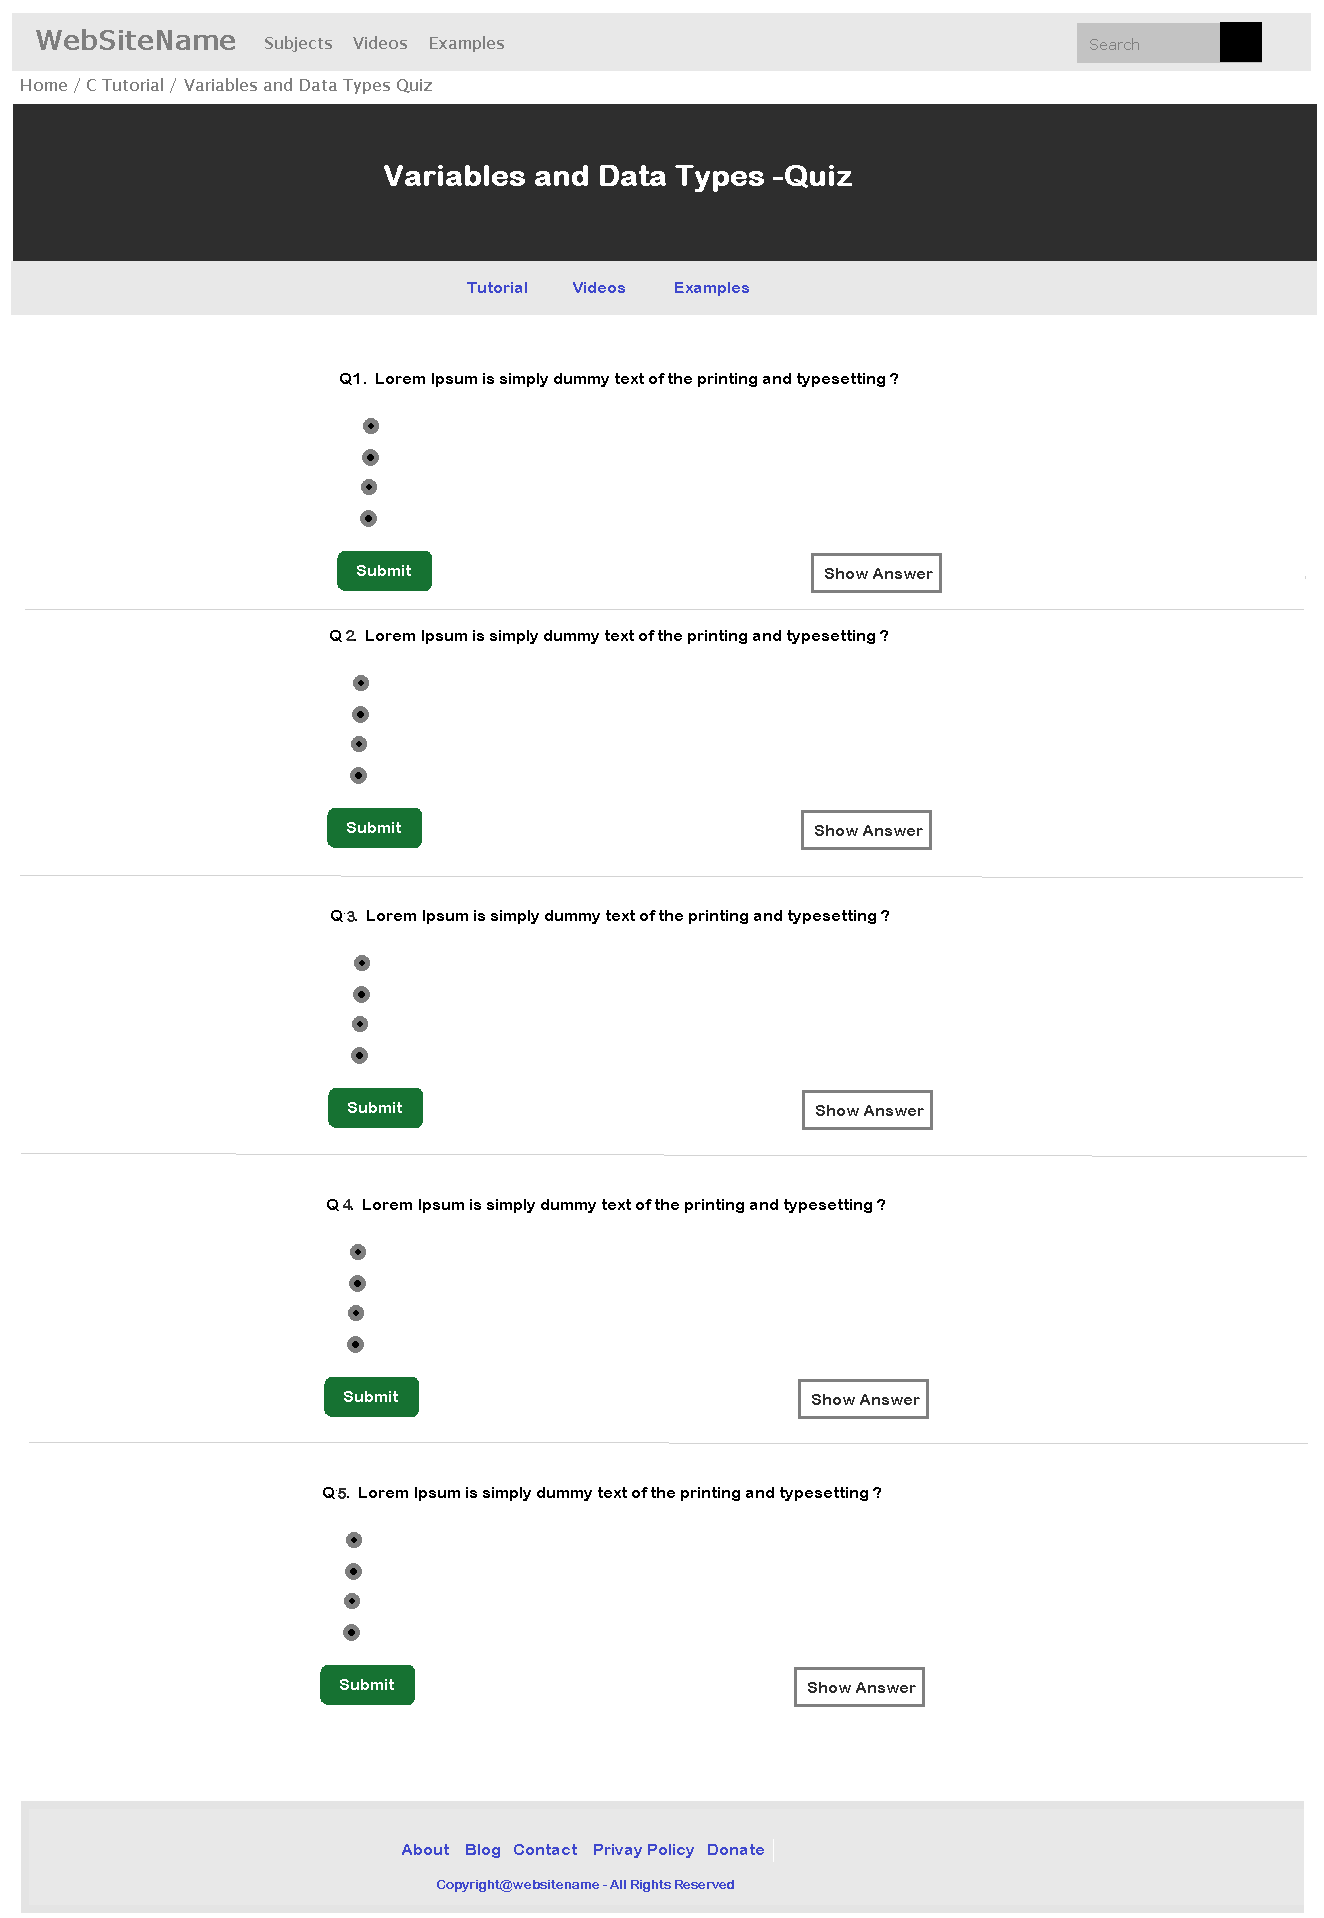 WebSiteName Subjects Videos Examples Search
Home / C Tutorial / Variables and Data Types Quiz
Variables and Data Types -Quiz
Tutorial Videos Examples
Q1. Lorem Ipsum is simply dummy text of the printing and typesetting ?
Submit Show Answer
Q 2. Lorem Ipsum is simply dummy text of the printing and typesetting ?
Submit Show Answer
Q 3. Lorem Ipsum is simply dummy text of the printing and typesetting ?
Submit Show Answer
Q 4. Lorem Ipsum is simply dummy text of the printing and typesetting ?
Submit Show Answer
Q 5. Lorem Ipsum is simply dummy text of the printing and typesetting ?
Submit Show Answer
About Blog Contact Privay Policy Donate
Copyright@websitename - All Rights Reserved